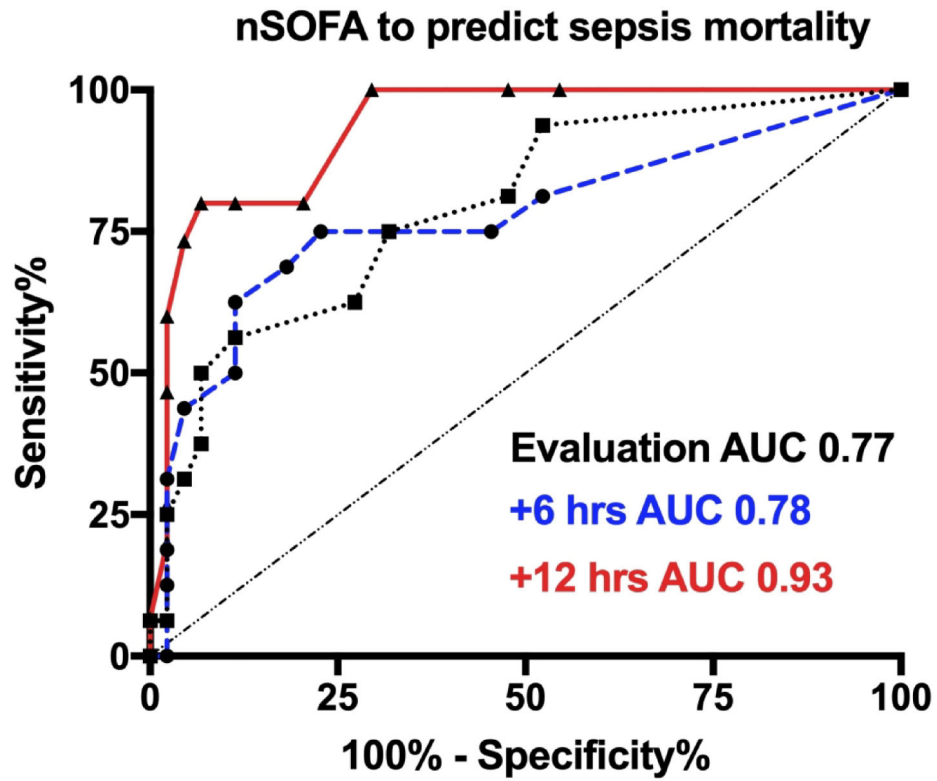 nSOFA to predict sepsis mortality
100
75
50
25
0
Sensitivity%
Evaluation AUC 0.77
+6 hrs AUC 0.78
+12 hrs AUC 0.93
0 25 50 75 100
100% - Specificity%